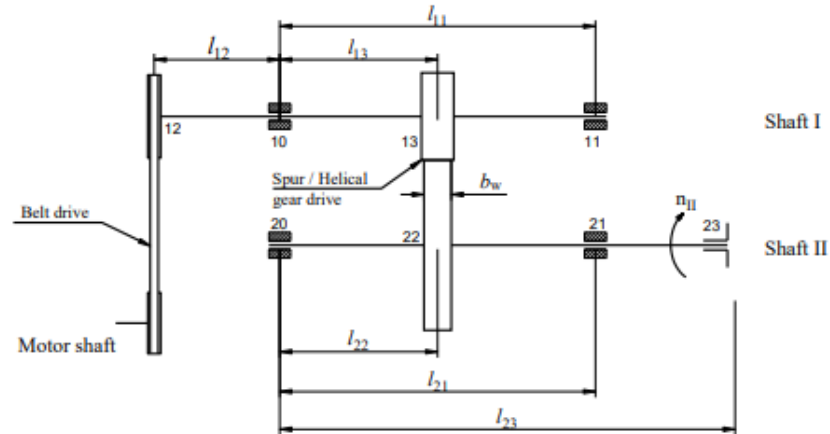 l11
l12
l13
12
10
13
11
Shaft I
Spur / Helical
gear drive
bw
Belt drive
20
22
21
nII
23
Shaft II
Motor shaft
l22
l21
l23